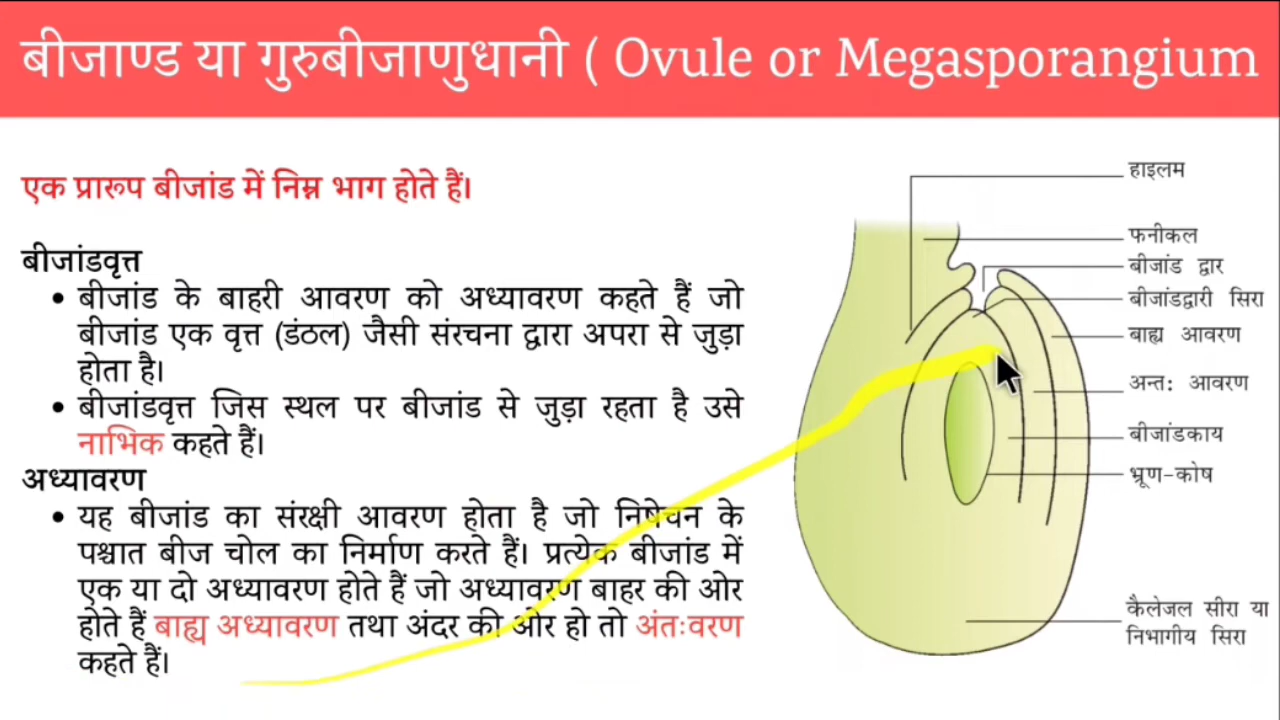 बीजाण्ड या गुरुबीजाणुधानी ( Ovule or Megasporangium
एक प्रारूप बीजांड में निम्न भाग होते हैं।
बीजांडवृत्त
• बीजांड के बाहरी आवरण को अध्यावरण कहते हैं जो
बीजांड एक वृत्त (डंठल) जैसी संरचना द्वारा अपरा से जुड़ा
होता है।
• बीजांडवृत्त जिस स्थल पर बीजांड से जुड़ा रहता है उसे
नाभिक कहते हैं।
अध्यावरण
• यह बीजांड का संरक्षी आवरण होता है जो निषेचन के
पश्चात बीज चोल का निर्माण करते हैं। प्रत्येक बीजांड में
एक या दो अध्यावरण होते हैं जो अध्यावरण बाहर की ओर
होते हैं बाह्य अध्यावरण तथा अंदर की ओर हो तो अंतःवरण
कहते हैं।
हाइलम
फनीकल
बीजांड द्वार
बीजांडद्वारी सिरा
बाह्य आवरण
अन्त: आवरण
बीजांडकाय
भ्रूण-कोष
कैलेजल सीरा या
निभागीय सिरा